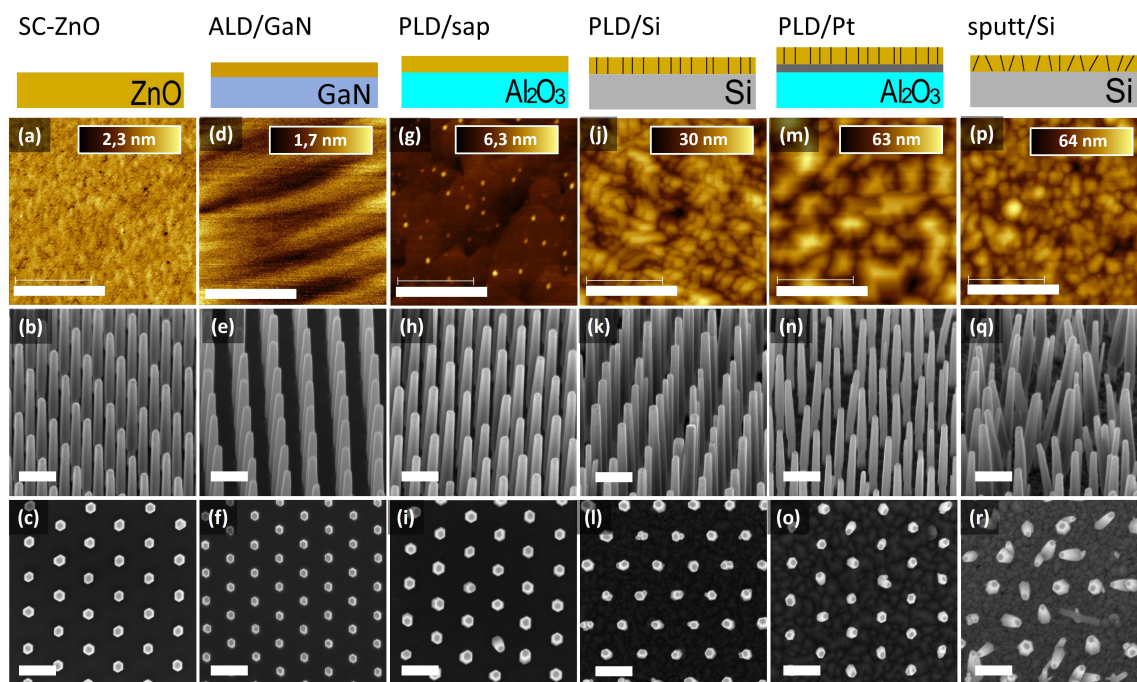 SC-ZnO ALD/GaN PLD/sap PLD/Si PLD/Pt sputt/Si
ZnO GaN Al2O3 Si Al2O3 Si
(a) 2,3 nm (d) 1,7 nm (g) 6,3 nm (j) 30 nm (m) 63 nm (p) 64 nm
(b) (e) (h) (k) (n) (q)
(c) (f) (i) (l) (o) (r)